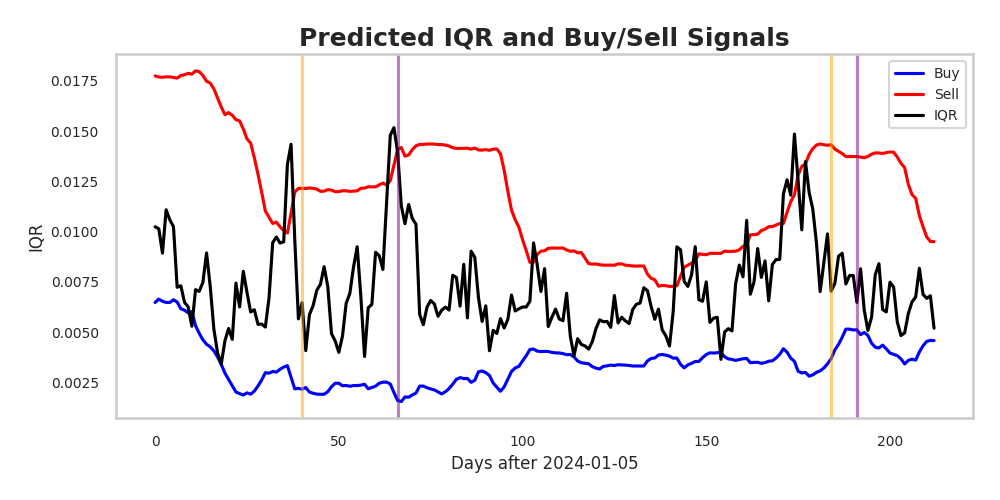 Predicted IQR and Buy/Sell Signals
Buy
Sell
IQR
0.0175
0.0150
0.0125
0.0100
0.0075
0.0050
0.0025
IQR
0
50
100
150
200
Days after 2024-01-05